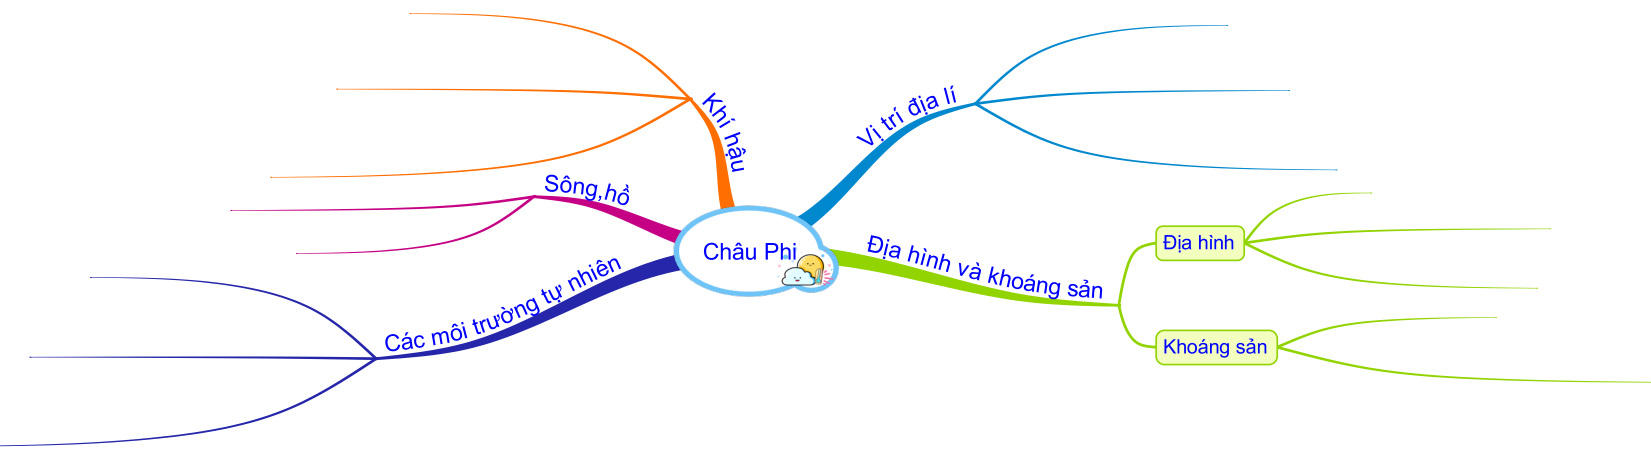 Khí hậu
Vị trí địa lí
Sông,hồ
Châu Phi
Địa hình và khoáng sản
Địa hình
Khoáng sản
Các môi trường tự nhiên